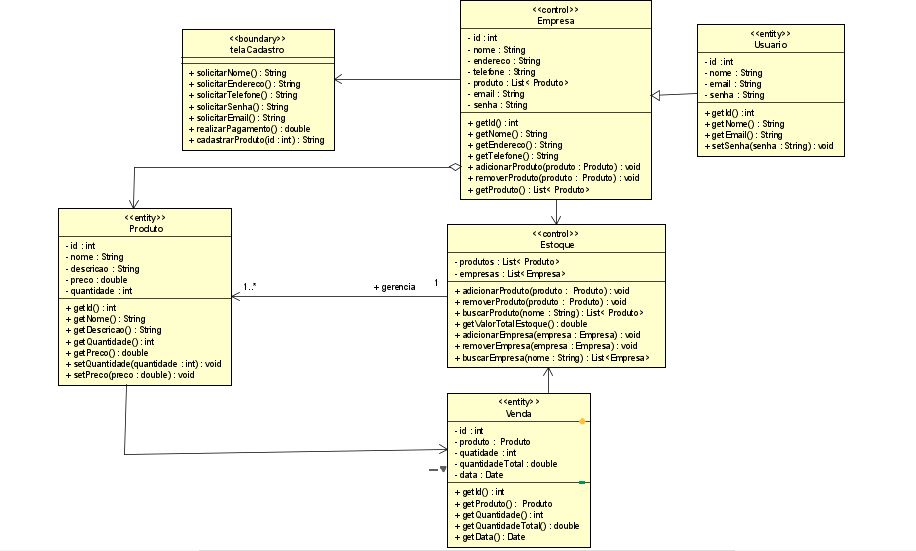 <<boundary>>
telaCadastro
+ solicitarNome() : String
+ solicitarEndereco() : String
+ solicitarTelefone() : String
+ solicitarSenha() : String
+ solicitarEmail() : String
+ realizarPagamento() : double
+ cadastrarProduto(id : int) : String
<<control>>
Empresa
- id : int
- nome : String
- endereco : String
- telefone : String
- produto : List< Produto>
- email : String
- senha : String
+ getId() : int
+ getNome() : String
+ getEndereco() : String
+ getTelefone() : String
+ adicionarProduto(produto : Produto) : void
+ removerProduto(produto : Produto) : void
+ getProduto() : List< Produto>
<<entity>>
Usuario
- id : int
- nome : String
- email : String
- senha : String
+ getId() : int
+ getNome() : String
+ getEmail() : String
+ setSenha(senha : String) : void
<<entity>>
Produto
- id : int
- nome : String
- descricao : String
- preco : double
- quantidade : int
+ getId() : int
+ getNome() : String
+ getDescricao() : String
+ getQuantidade() : int
+ getPreco() : double
+ setQuantidade(quantidade : int) : void
+ setPreco(preco : double) : void
1..*
+ gerencia
1
<<control>>
Estoque
- produtos : List< Produto>
- empresas : List<Empresa>
+ adicionarProduto(produto : Produto) : void
+ removerProduto(produto : Produto) : void
+ buscarProduto(nome : String) : List< Produto>
+ getValorTotalEstoque() : double
+ adicionarEmpresa(empresa : Empresa) : void
+ removerEmpresa(empresa : Empresa) : void
+ buscarEmpresa(nome : String) : List<Empresa>
<<entity>>
Venda
- id : int
- produto : Produto
- quatidade : int
- quantidadeTotal : double
- data : Date
+ getId() : int
+ getProduto() : Produto
+ getQuantidade() : int
+ getQuantidadeTotal() : double
+ getData() : Date